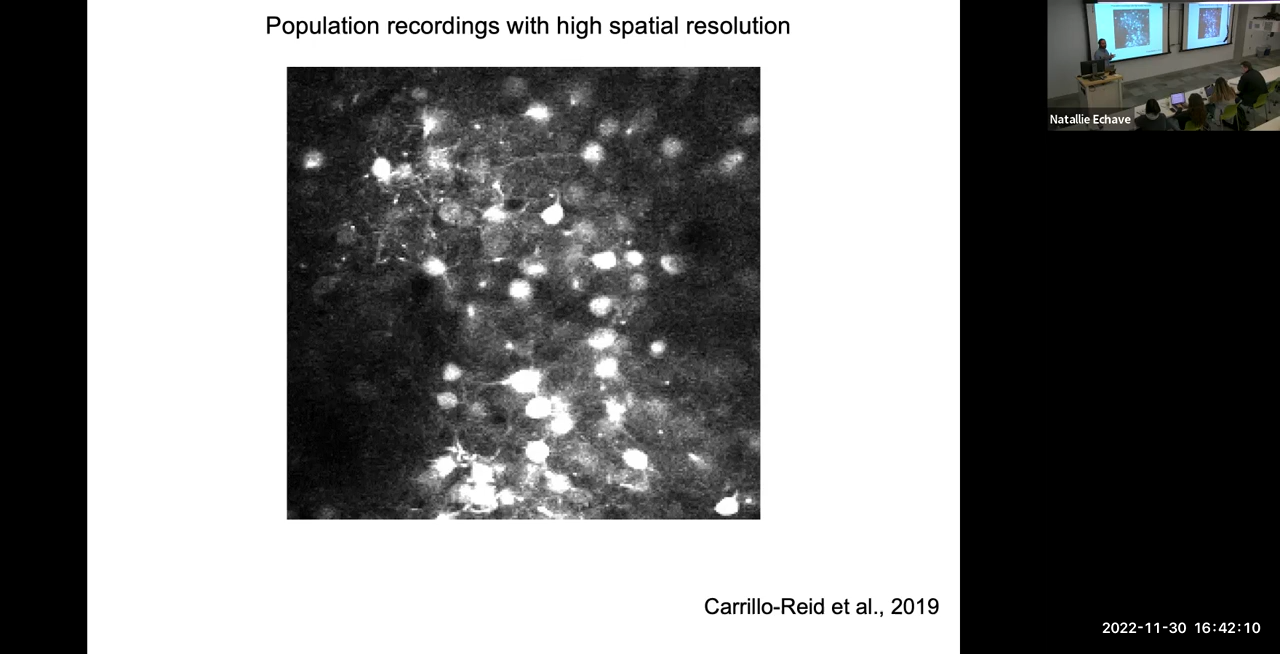 Population recordings with high spatial resolution
Natallie Echave
Carrillo-Reid et al., 2019
2022-11-30 16:42:10